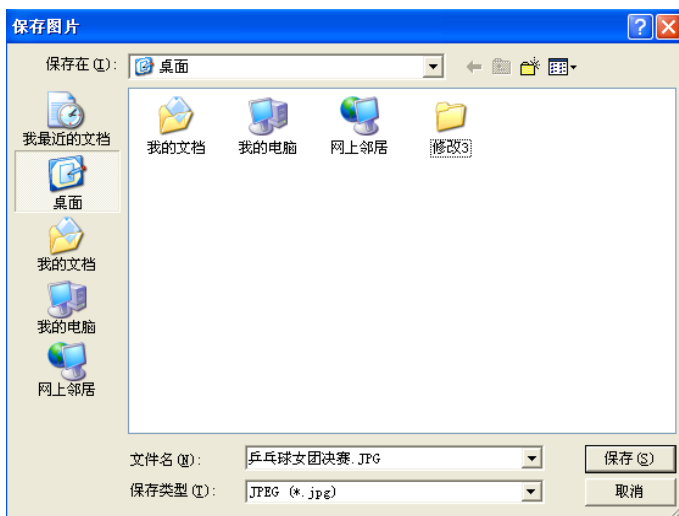 保存图片
保存在(I):
桌面
我最近的文档
桌面
我的文档
我的电脑
网上邻居
我的文档
我的电脑
网上邻居
修改3
文件名(N):
乒乓球女团决赛.JPG
保存(S)
保存类型(T):
JPEG (*.jpg)
取消